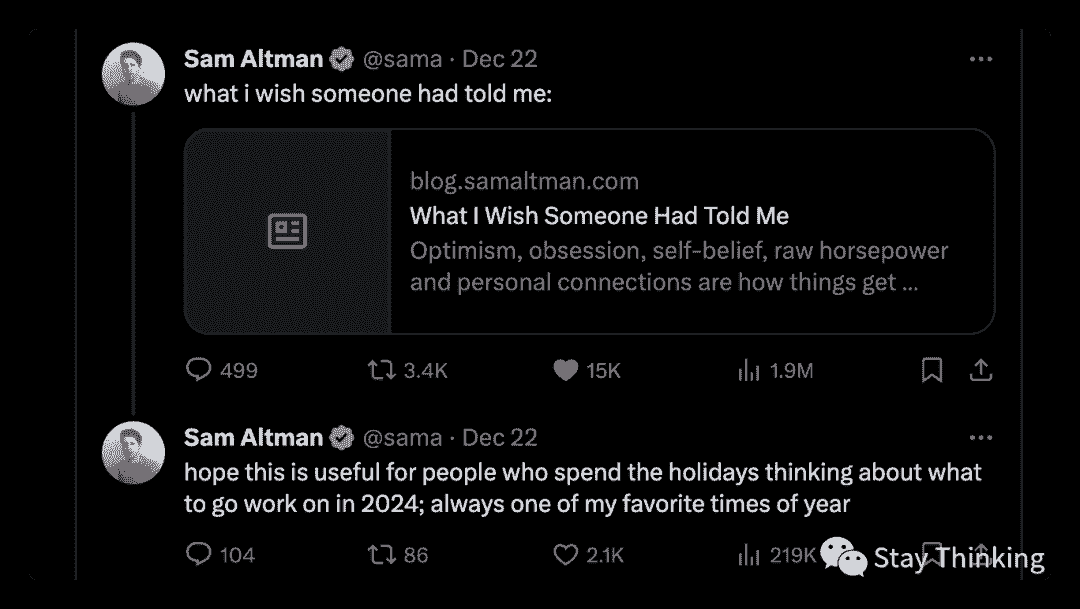 Sam Altman @sama · Dec 22
what i wish someone had told me:
blog.samaltman.com
What I Wish Someone Had Told Me
Optimism, obsession, self-belief, raw horsepower
and personal connections are how things get ...
499 3.4K 15K 1.9M
Sam Altman @sama · Dec 22
hope this is useful for people who spend the holidays thinking about what
to go work on in 2024; always one of my favorite times of year
104 86 2.1K 219K
Stay Thinking